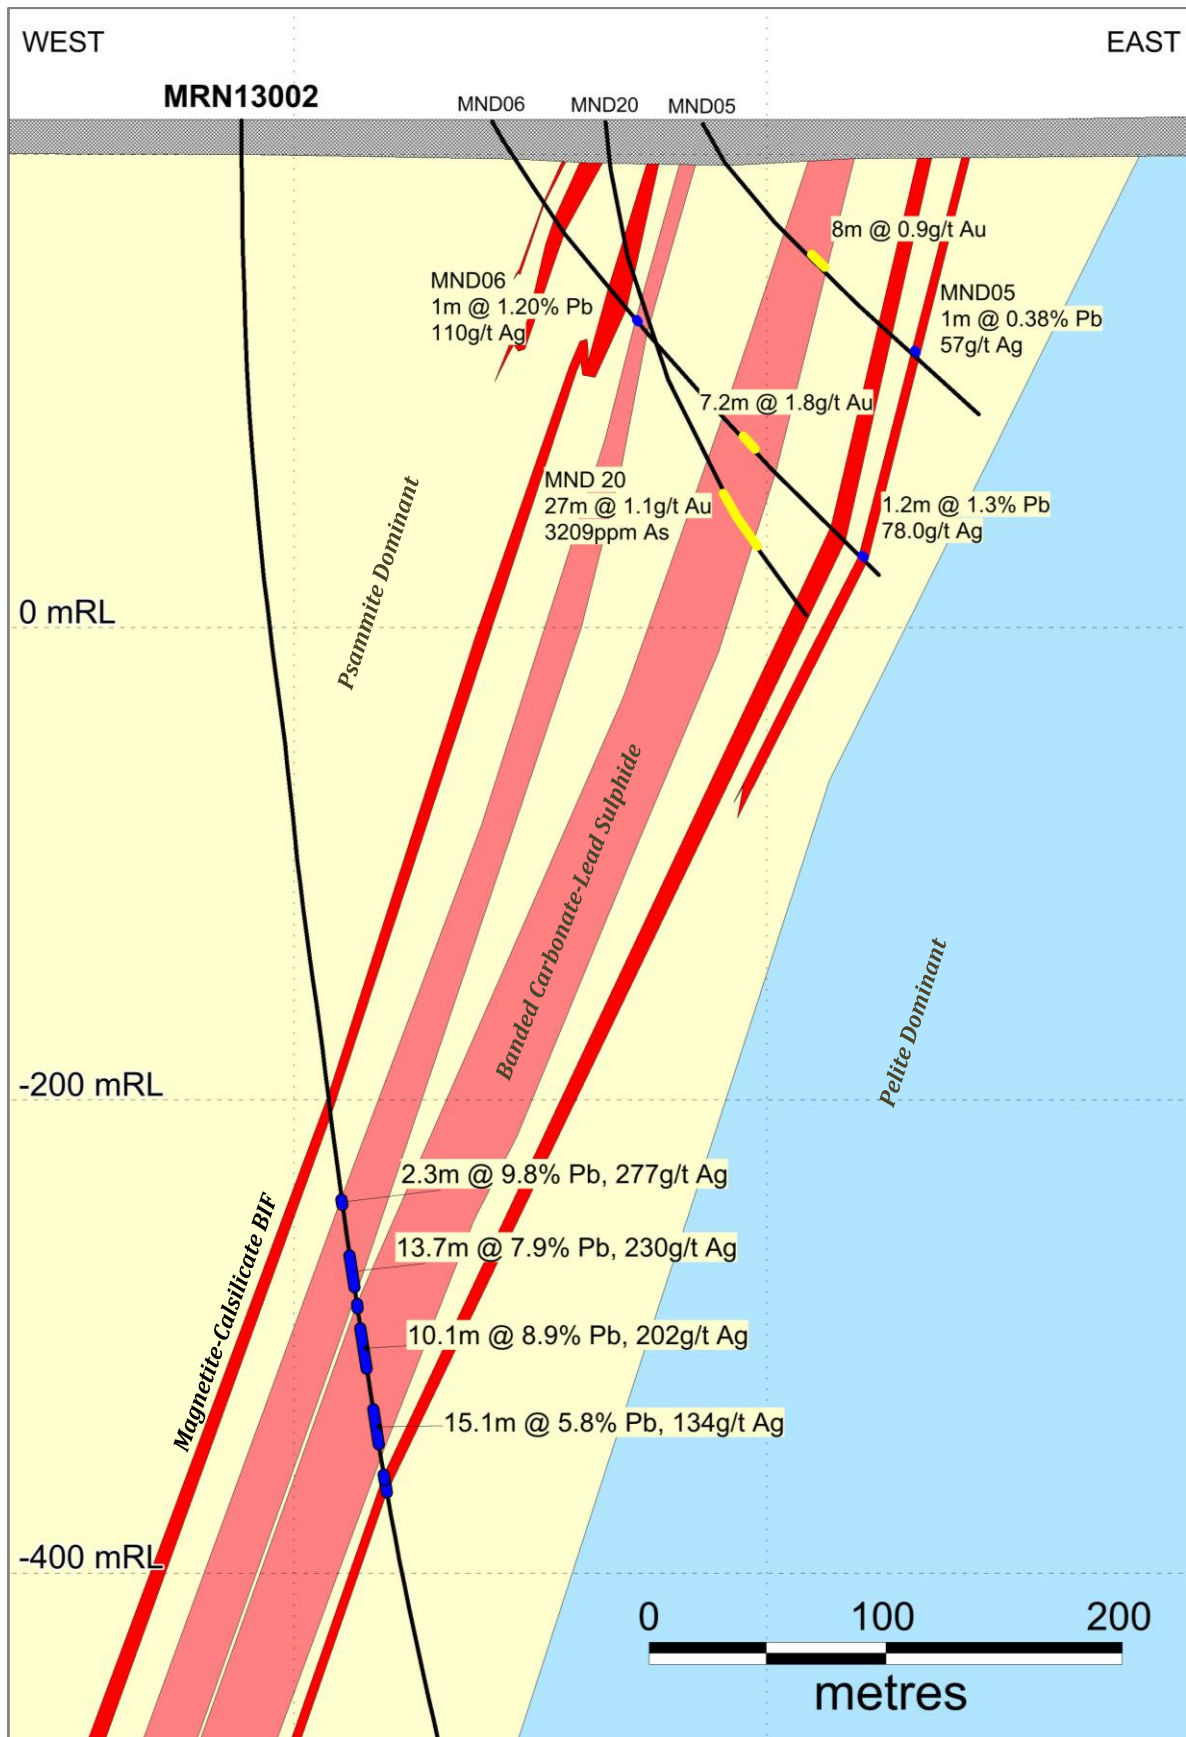 WEST
EAST
MRN13002
MND06
MND20
MND05
8m @ 0.9g/t Au
MND06
1m @ 1.20% Pb
110g/t Ag
MND05
1m @ 0.38% Pb
57g/t Ag
7.2m @ 1.8g/t Au
MND 20
27m @ 1.1g/t Au
3209ppm As
1.2m @ 1.3% Pb
78.0g/t Ag
Psammite Dominant
0 mRL
Banded Carbonate-Lead Sulphide
Pelite Dominant
-200 mRL
2.3m @ 9.8% Pb, 277g/t Ag
Magnetite-Calsilicate BIF
13.7m @ 7.9% Pb, 230g/t Ag
10.1m @ 8.9% Pb, 202g/t Ag
15.1m @ 5.8% Pb, 134g/t Ag
-400 mRL
0 100 200
metres